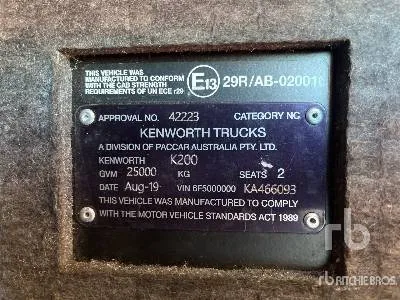 THIS VEHICLE WAS
MANUFACTURED TO CONFORM
WITH THE CAB STRENGTH
REQUIREMENTS OF UN ECE r29
E13 29R/AB-020010
APPROVAL NO. 42223 CATEGORY NC
KENWORTH TRUCKS
A DIVISION OF PACCAR AUSTRALIA PTY. LTD.
KENWORTH K200
GVM 25000 KG SEATS 2
DATE Aug-19 VIN 6F5000000 KA466093
THIS VEHICLE WAS MANUFACTURED TO COMPLY
WITH THE MOTOR VEHICLE STANDARDS ACT 1989
rb
rb RITCHIE BROS.